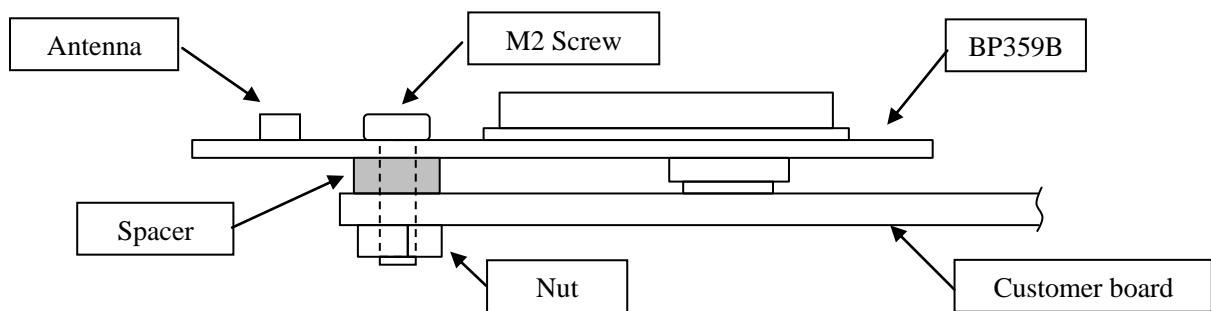 Antenna
M2 Screw
BP359B
Spacer
Nut
Customer board